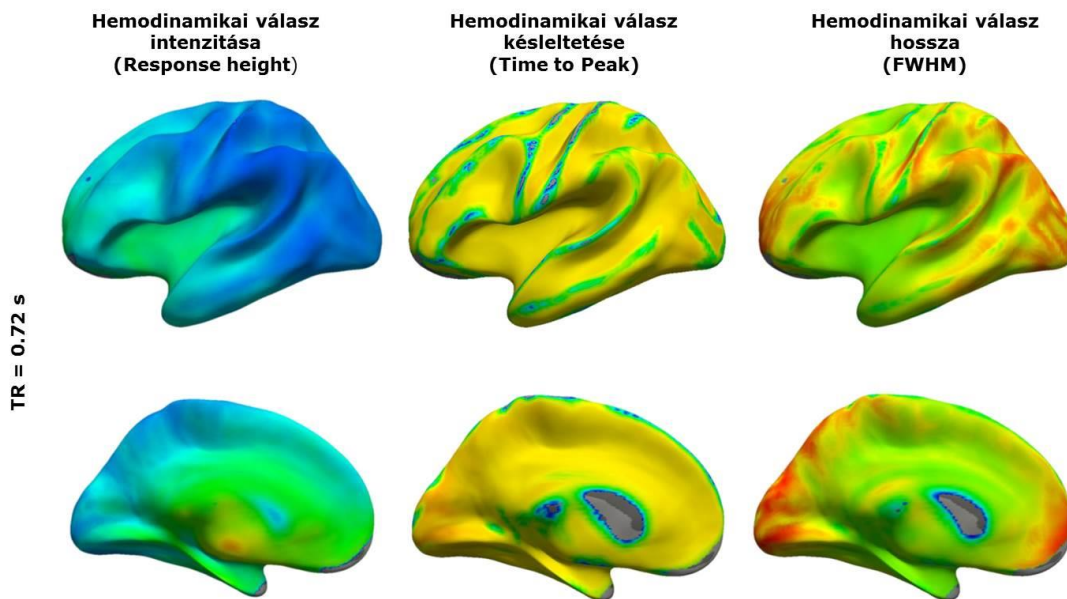 Hemodinamikai válasz
intenzitása
(Response height)
Hemodinamikai válasz
késleltetése
(Time to Peak)
Hemodinamikai válasz
hossza
(FWHM)
TR = 0.72 s